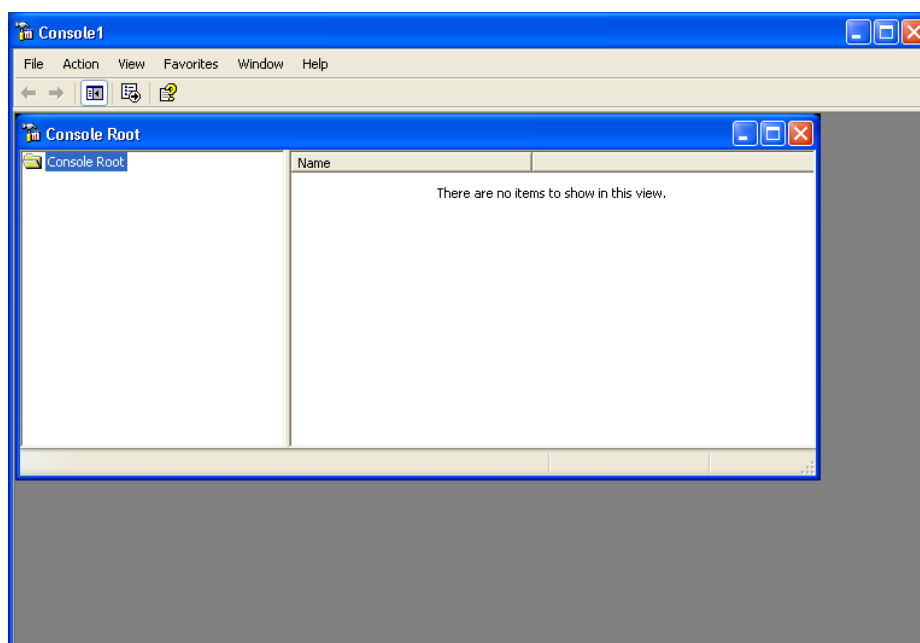 Console1
File Action View Favorites Window Help
Console Root
Console Root
Name
There are no items to show in this view.